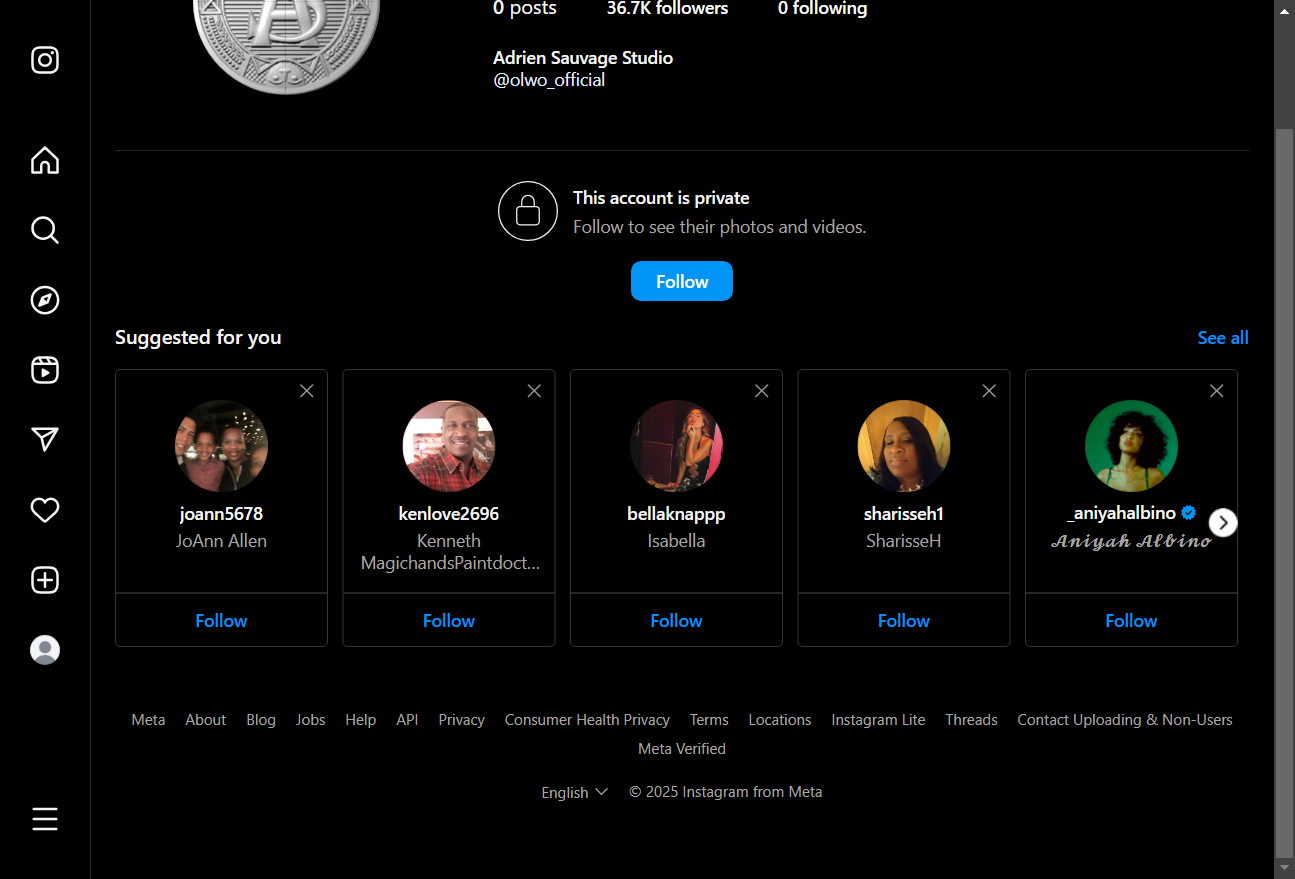 0 posts 36.7K followers 0 following
Adrien Sauvage Studio
@olwo_official
This account is private
Follow to see their photos and videos.
Follow
Suggested for you See all
joann5678 kenlove2696 bellaknappp sharisseh1 _aniyahalbino
JoAnn Allen Kenneth Isabella SharisseH 𝓐𝓷𝓲𝔂𝓪𝓱 𝓐𝓵𝓫𝓲𝓷𝓸
MagichandsPaintdoct...
Follow Follow Follow Follow Follow
Meta About Blog Jobs Help API Privacy Consumer Health Privacy Terms Locations Instagram Lite Threads Contact Uploading & Non-Users
Meta Verified
English © 2025 Instagram from Meta